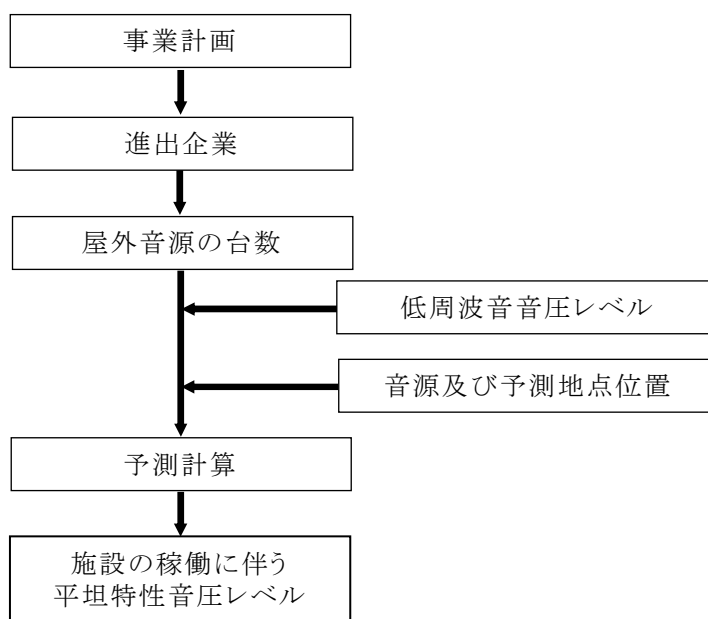 事業計画
進出企業
屋外音源の台数
低周波音音圧レベル
音源及び予測地点位置
予測計算
施設の稼働に伴う
平坦特性音圧レベル